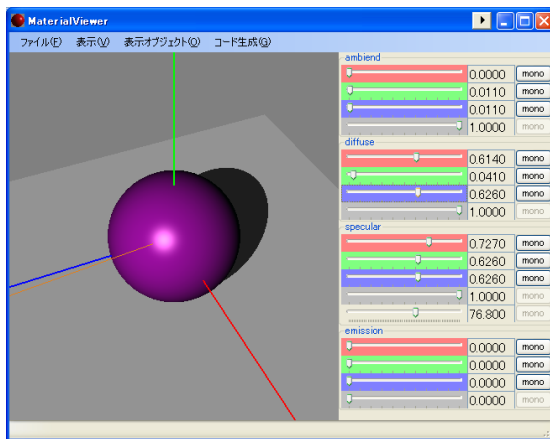 MaterialViewer
ファイル(F) 表示(V) 表示オブジェクト(O) コード生成(G)
ambiend
0.0000 mono
0.0110 mono
0.0110 mono
1.0000 mono
diffuse
0.6140 mono
0.0410 mono
0.6260 mono
1.0000 mono
specular
0.7270 mono
0.6260 mono
0.6260 mono
1.0000 mono
76.800 mono
emission
0.0000 mono
0.0000 mono
0.0000 mono
0.0000 mono